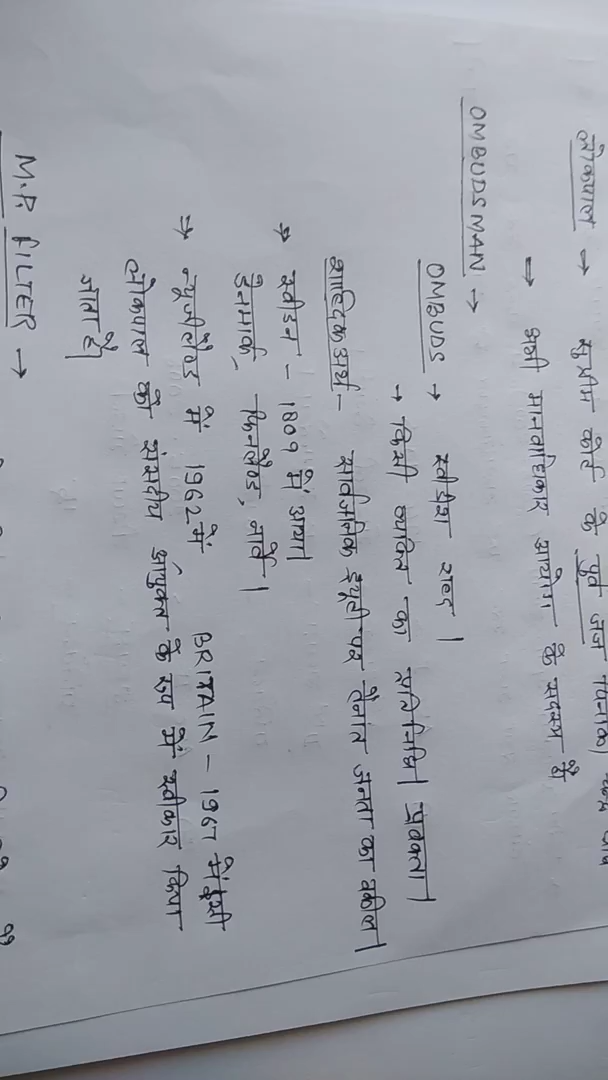 लोकपाल → सुप्रीम कोर्ट के पूर्व जज
→ अभी मानवाधिकार आयोग के सदस्य है
OMBUDSMAN →
OMBUDS → स्वीडिश शब्द |
→ किसी व्यक्ति का प्रतिनिधि | प्रवक्ता |
शाब्दिक अर्थ - सार्वजनिक ड्यूटी पर तैनात जनता का वकील |
→ स्वीडन - 1809 में आया |
डेनमार्क, फिनलैण्ड, नार्वे |
→ न्यूजीलैण्ड में 1962 में BRITAIN - 1967 में इसी
लोकपाल को संसदीय आयुक्त के रूप में स्वीकार किया
जाता है |
M.P. FILTER →